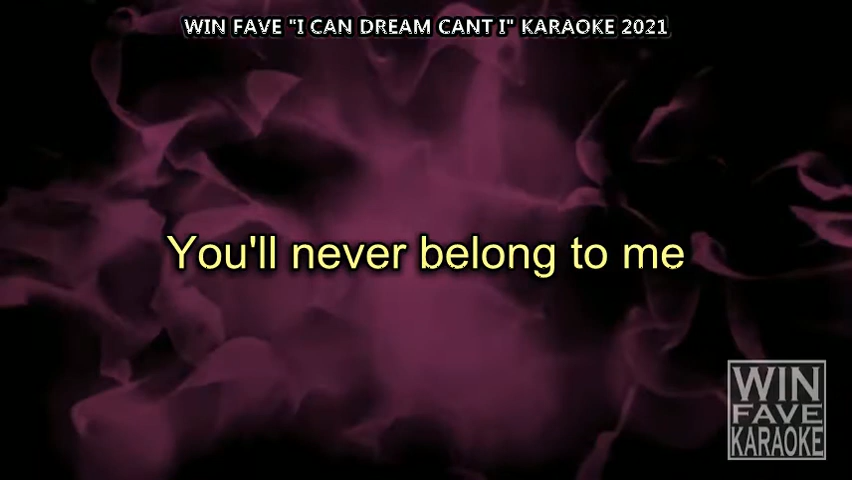 WIN FAVE "I CAN DREAM CANT I" KARAOKE 2021
You'll never belong to me
WIN
FAVE
KARAOKE